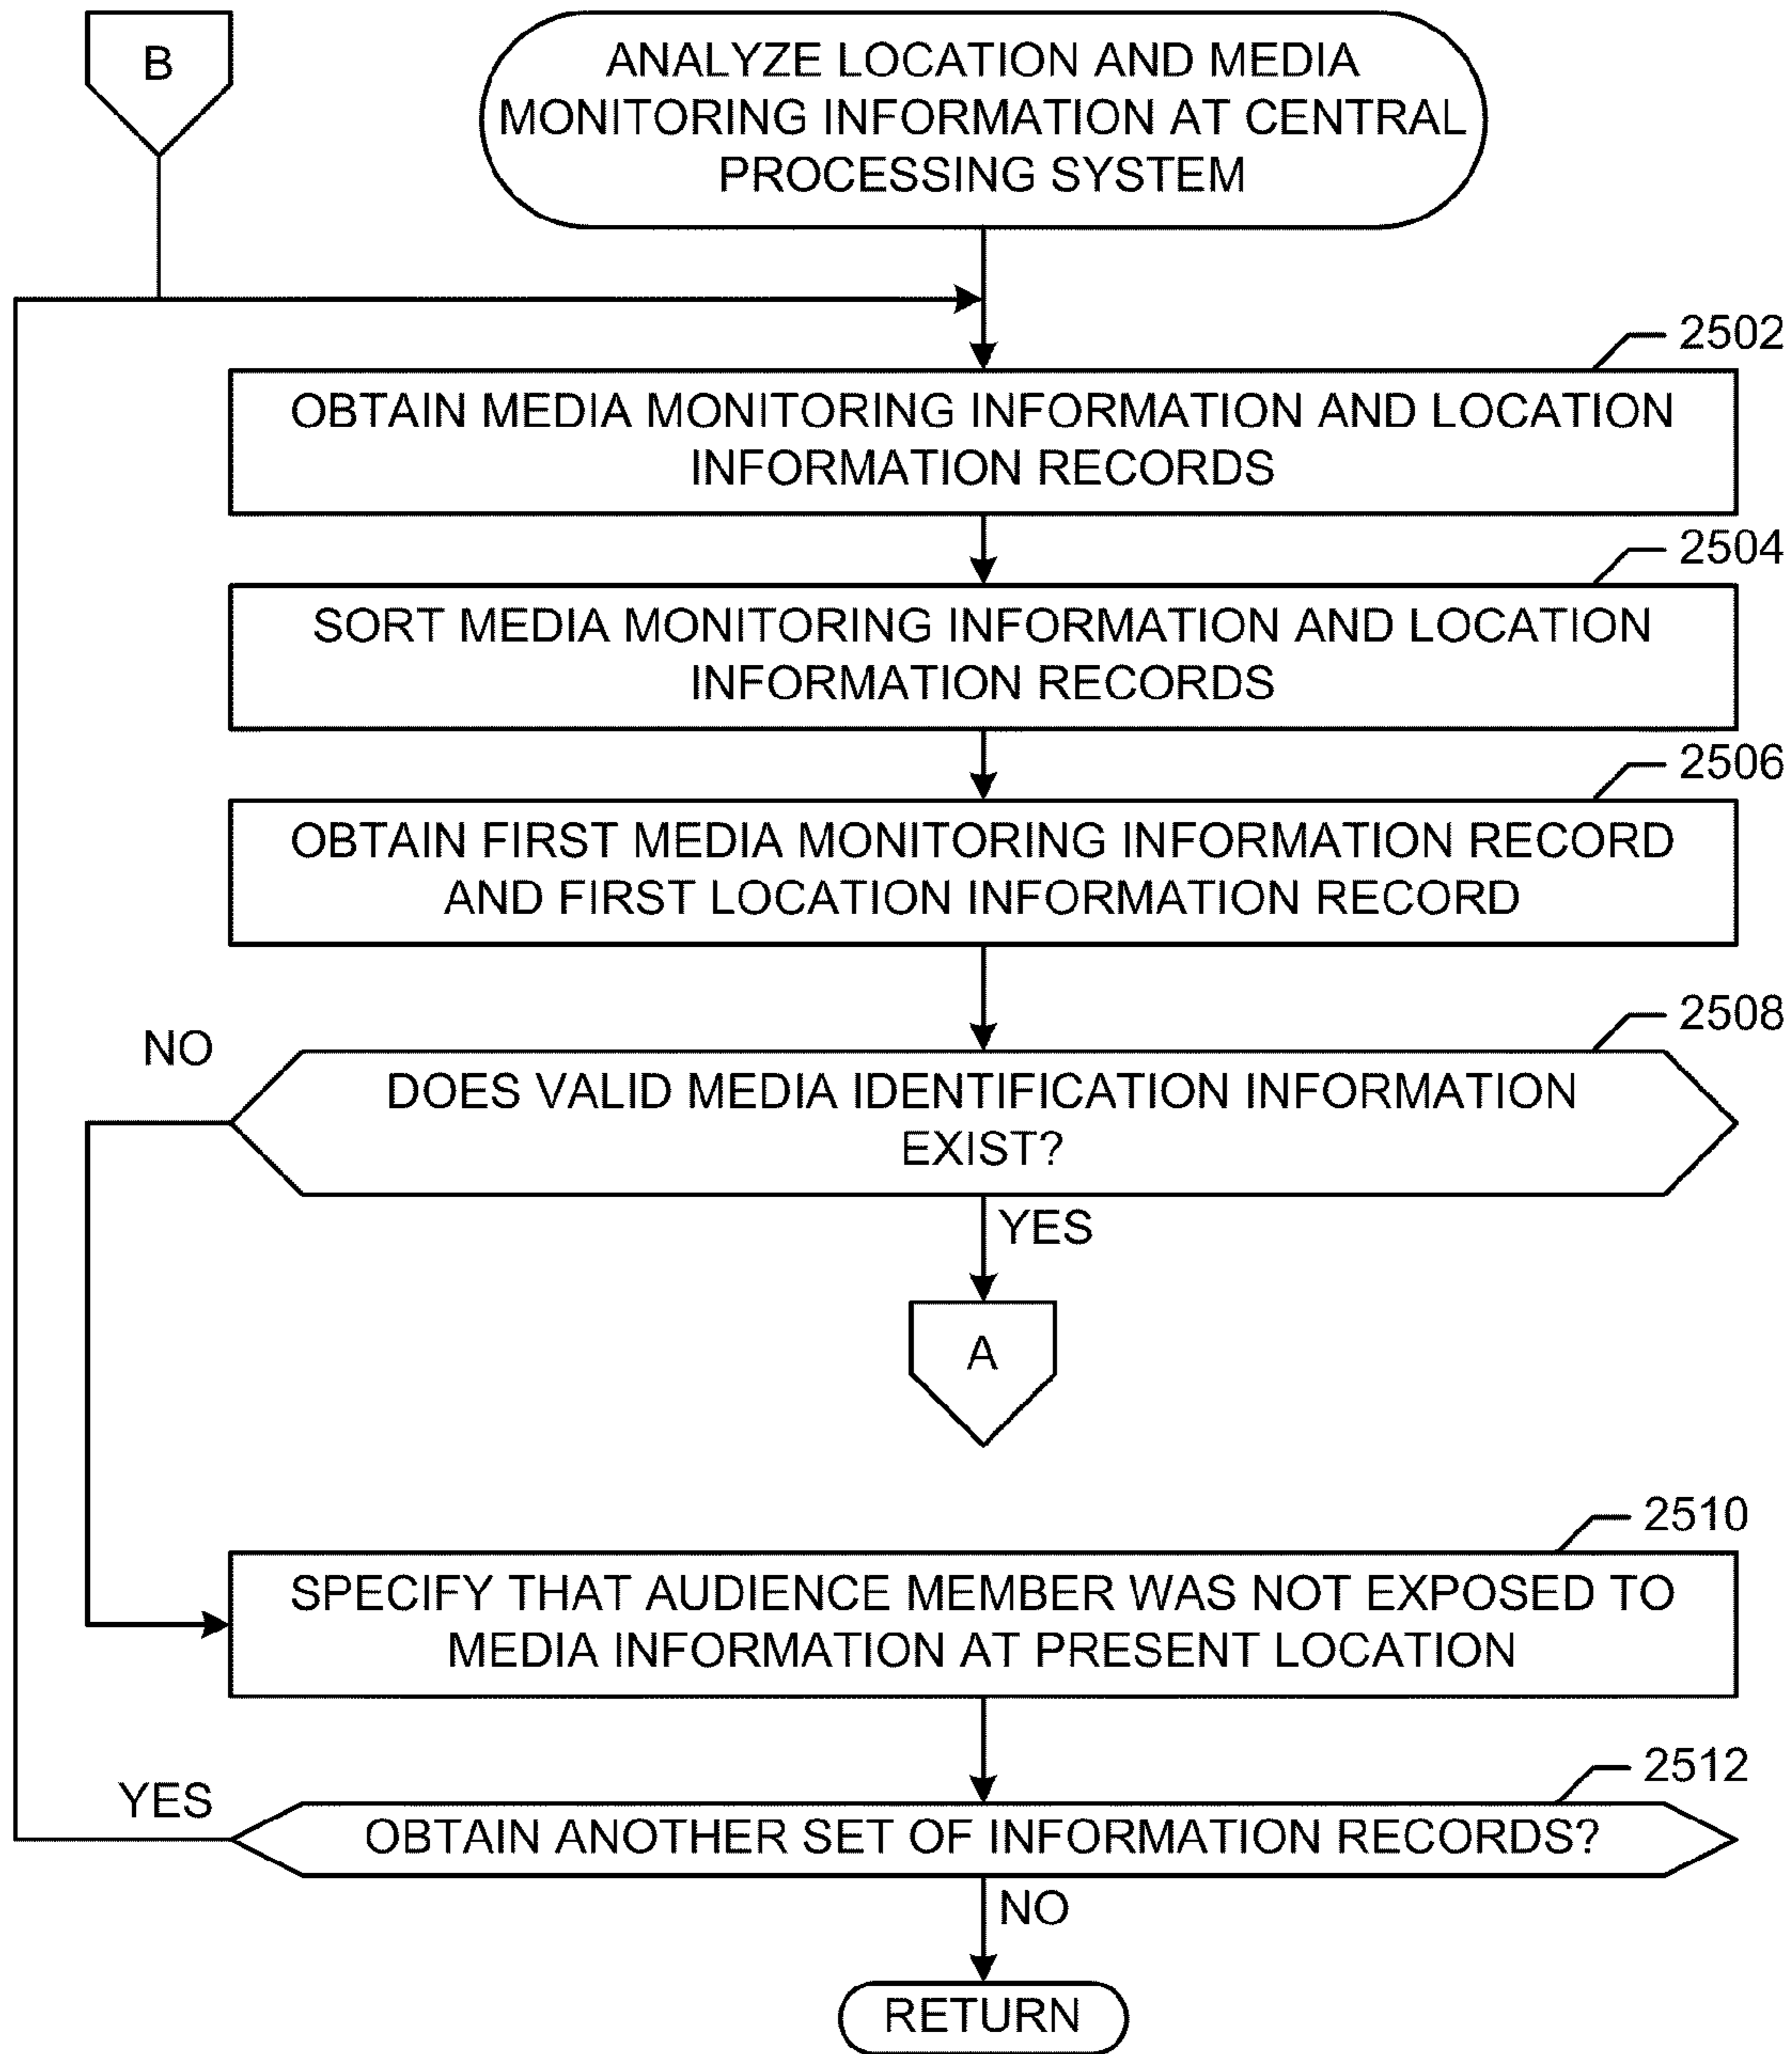 B
ANALYZE LOCATION AND MEDIA
MONITORING INFORMATION AT CENTRAL
PROCESSING SYSTEM
2502
OBTAIN MEDIA MONITORING INFORMATION AND LOCATION
INFORMATION RECORDS
2504
SORT MEDIA MONITORING INFORMATION AND LOCATION
INFORMATION RECORDS
2506
OBTAIN FIRST MEDIA MONITORING INFORMATION RECORD
AND FIRST LOCATION INFORMATION RECORD
2508
NO
DOES VALID MEDIA IDENTIFICATION INFORMATION
EXIST?
YES
A
2510
SPECIFY THAT AUDIENCE MEMBER WAS NOT EXPOSED TO
MEDIA INFORMATION AT PRESENT LOCATION
2512
YES
OBTAIN ANOTHER SET OF INFORMATION RECORDS?
NO
RETURN